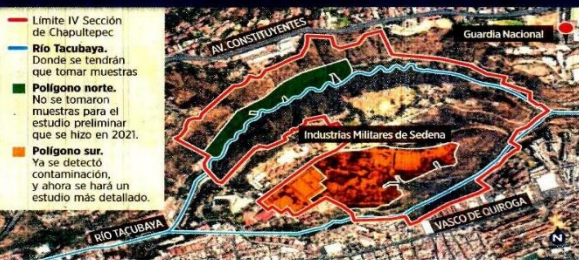 Límite IV Sección
de Chapultepec
Río Tacubaya.
Donde se tendrán
que tomar muestras
Polígono norte.
No se tomaron
muestras para el
estudio preliminar
que se hizo en 2021.
Polígono sur.
Ya se detectó
contaminación,
y ahora se hará un
estudio más detallado.
AV. CONSTITUYENTES
Guardia Nacional
Industrias Militares de Sedena
RÍO TACUBAYA
VASCO DE QUIROGA
N